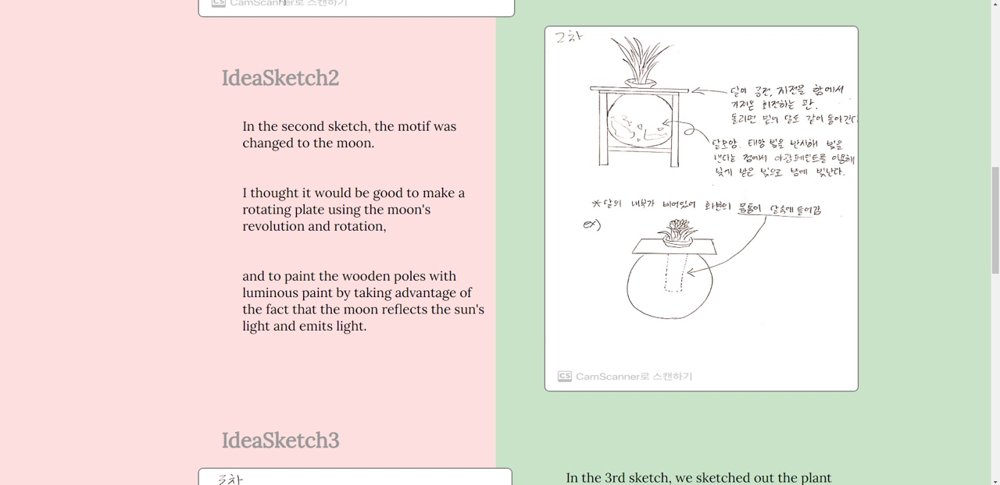 CamScanner로 스캔하기
IdeaSketch2
In the second sketch, the motif was
changed to the moon.
I thought it would be good to make a
rotating plate using the moon's
revolution and rotation,
and to paint the wooden poles with
luminous paint by taking advantage of
the fact that the moon reflects the sun's
light and emits light.
2차
달의 공전, 자전을 함에서
가져온 회전하는 판.
돌리면 밑의 달도 같이 돌아간다
달모양. 태양 빛을 반사해 빛을
낸다는 점에서 야광페인트를 이용해
낮에 받은 빛으로 밤에 빛난다.
*달의 내부가 비어있어 화분의 몸통이 달속에 들어감
ex)
CS CamScanner로 스캔하기
IdeaSketch3
3차
In the 3rd sketch, we sketched out the plant